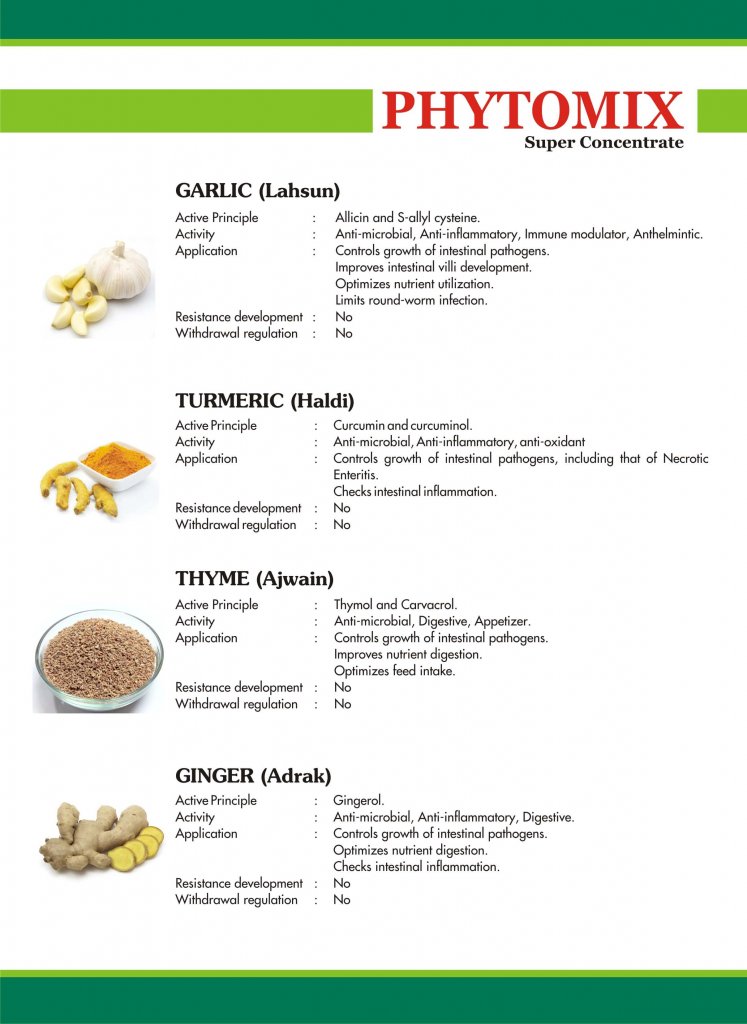 PHYTOMIX
Super Concentrate
GARLIC (Lahsun)
Active Principle : Allicin and S-allyl cysteine.
Activity : Anti-microbial, Anti-inflammatory, Immune modulator, Anthelmintic.
Application : Controls growth of intestinal pathogens.
Improves intestinal villi development.
Optimizes nutrient utilization.
Limits round-worm infection.
Resistance development : No
Withdrawal regulation : No
TURMERIC (Haldi)
Active Principle : Curcumin and curcuminol.
Activity : Anti-microbial, Anti-inflammatory, anti-oxidant
Application : Controls growth of intestinal pathogens, including that of Necrotic
Enteritis.
Checks intestinal inflammation.
Resistance development : No
Withdrawal regulation : No
THYME (Ajwain)
Active Principle : Thymol and Carvacrol.
Activity : Anti-microbial, Digestive, Appetizer.
Application : Controls growth of intestinal pathogens.
Improves nutrient digestion.
Optimizes feed intake.
Resistance development : No
Withdrawal regulation : No
GINGER (Adrak)
Active Principle : Gingerol.
Activity : Anti-microbial, Anti-inflammatory, Digestive.
Application : Controls growth of intestinal pathogens.
Optimizes nutrient digestion.
Checks intestinal inflammation.
Resistance development : No
Withdrawal regulation : No